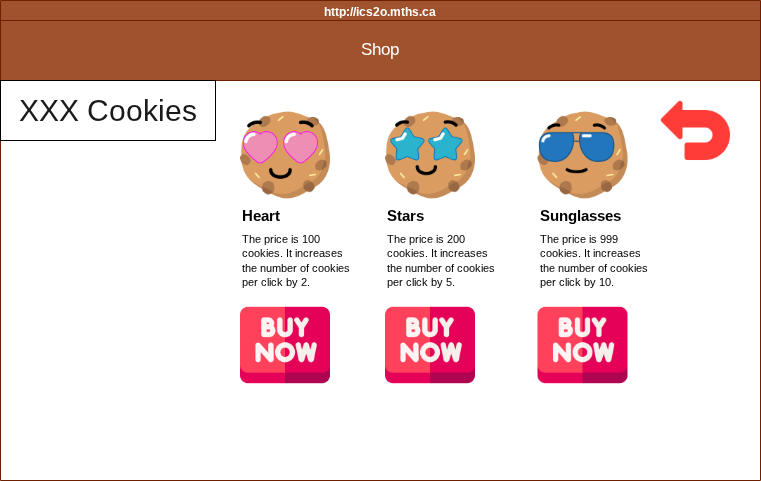 http://ics2o.mths.ca
Shop
XXX Cookies
Heart
The price is 100
cookies. It increases
the number of cookies
per click by 2.
BUY
NOW
Stars
The price is 200
cookies. It increases
the number of cookies
per click by 5.
BUY
NOW
Sunglasses
The price is 999
cookies. It increases
the number of cookies
per click by 10.
BUY
NOW